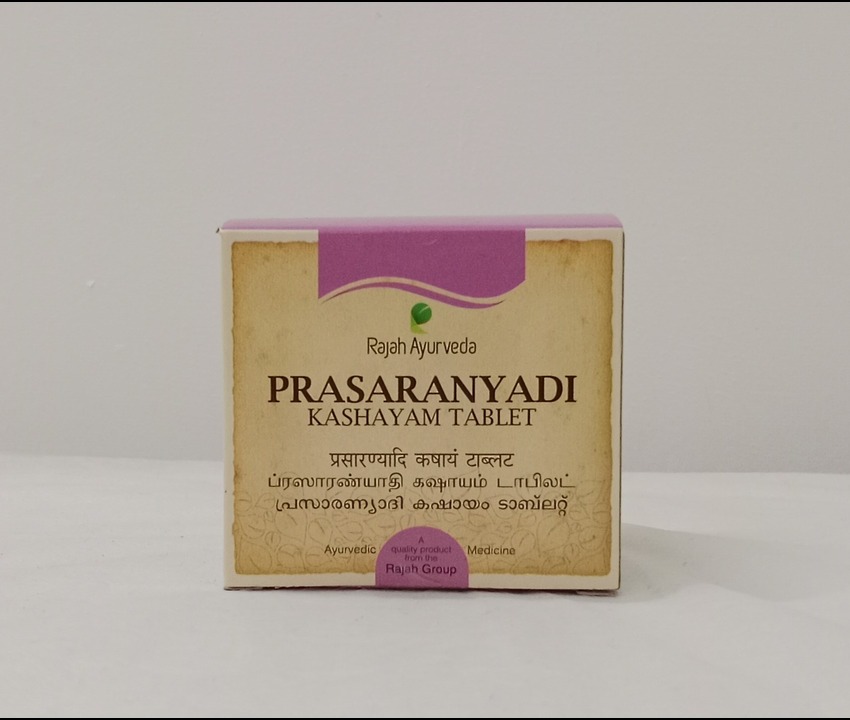 Rajah Ayurveda
PRASARANYADI
KASHAYAM TABLET
प्रसारण्यादि कषायं टाब्लट
ப்ரஸாரண்யாதி கஷாயம் டாபிலட்
പ്രസാരണ്യാദി കഷായം ടാബ്ലറ്റ്
Ayurvedic Medicine
A
quality product
from the
Rajah Group